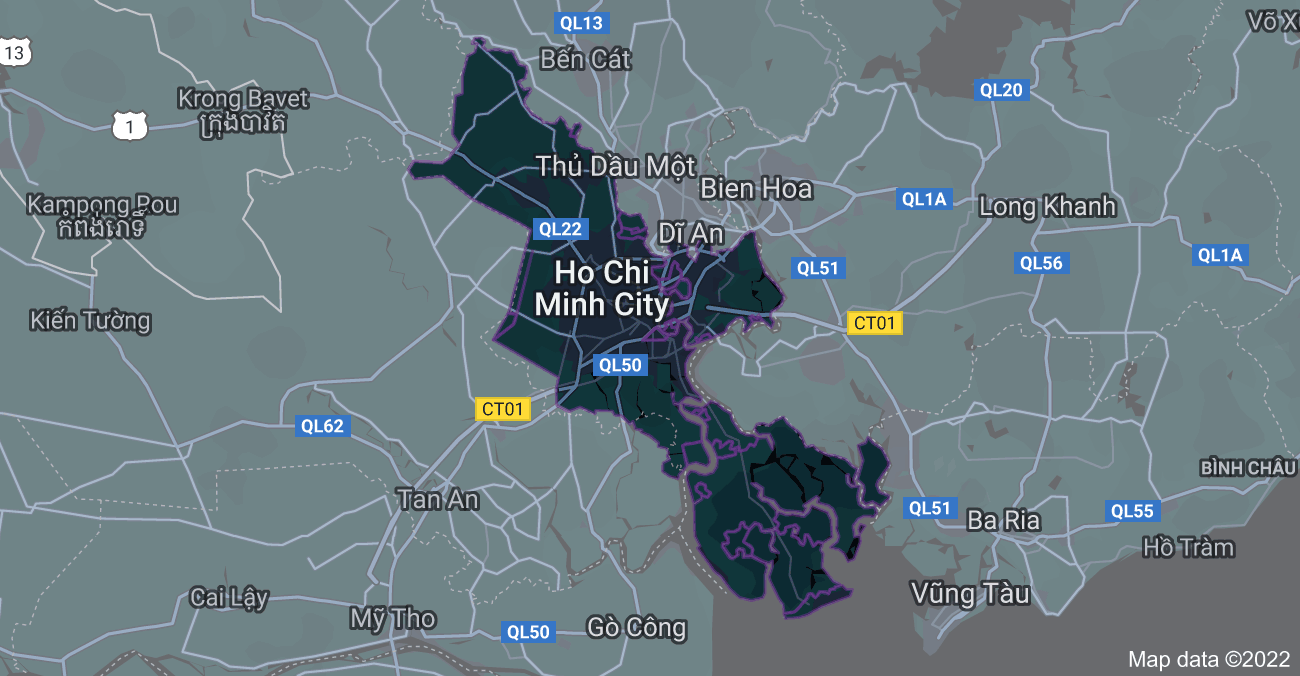 QL13
Võ X
13
Bến Cát
QL20
Krong Bavet
ក្រុងបាវិត
1
Thủ Dầu Một
Bien Hoa
QL1A
Kampong Rou
កំពង់រោទិ៍
Long Khanh
QL22
Dĩ An
QL1A
QL56
QL51
Ho Chi
Minh City
Kiến Tường
CT01
QL50
CT01
QL62
BÌNH CHÂU
Tan An
QL51
Ba Ria
QL55
Hồ Tràm
Cai Lậy
Vũng Tàu
Mỹ Tho
QL50
Gò Công
Map data ©2022